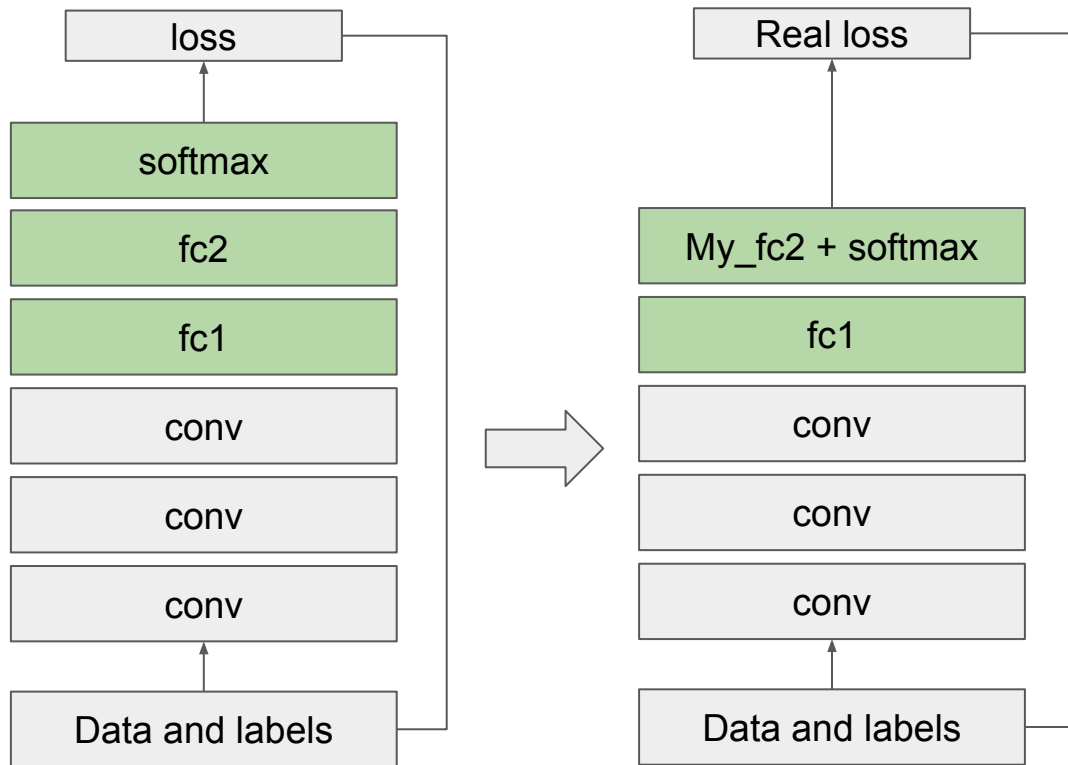 loss
softmax
fc2
fc1
conv
conv
conv
Data and labels
Real loss
My_fc2 + softmax
fc1
conv
conv
conv
Data and labels